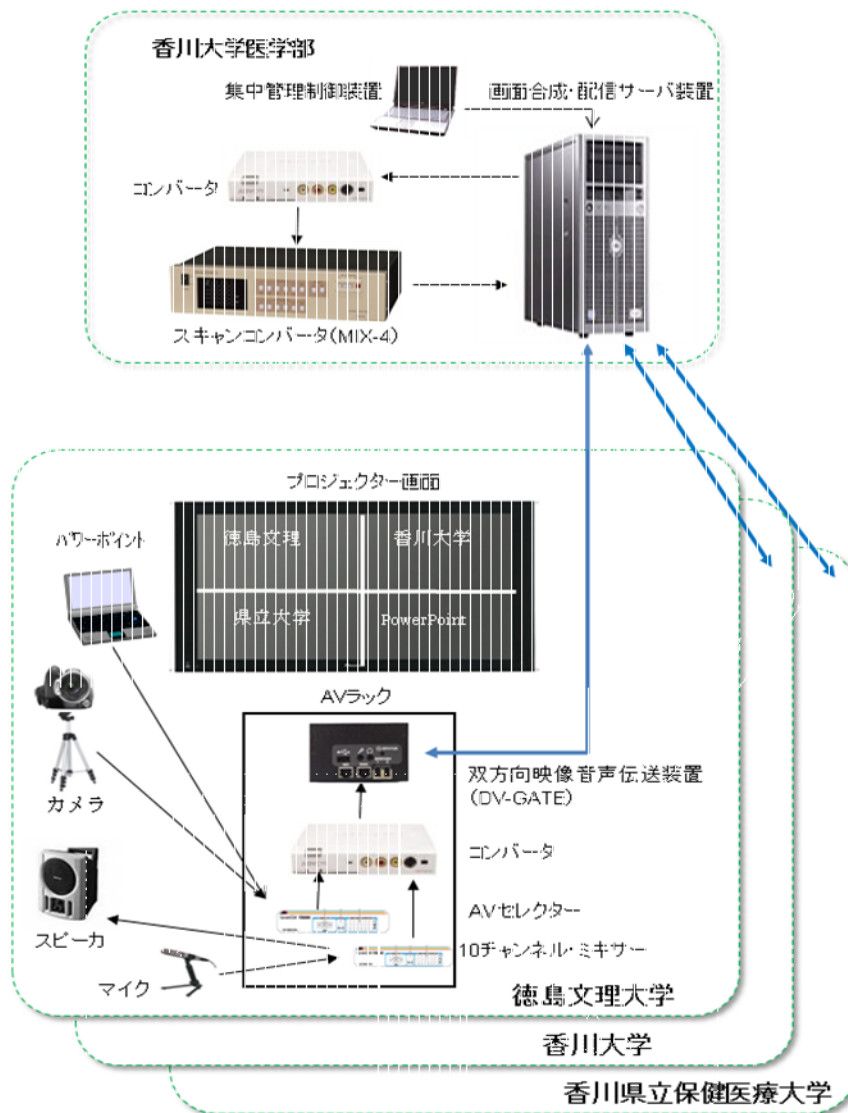 香川大学医学部
集中管理制御装置
画面合成・配信サーバ装置
コンバータ
スキャンコンバータ(MIX-4)
プロジェクター画面
パワーポイント
徳島文理
香川大学
県立大学
PowerPoint
AVラック
カメラ
双方向映像音声伝送装置
(DV-GATE)
コンバータ
AVセレクター
スピーカ
10チャンネル・ミキサー
マイク
徳島文理大学
香川大学
香川県立保健医療大学